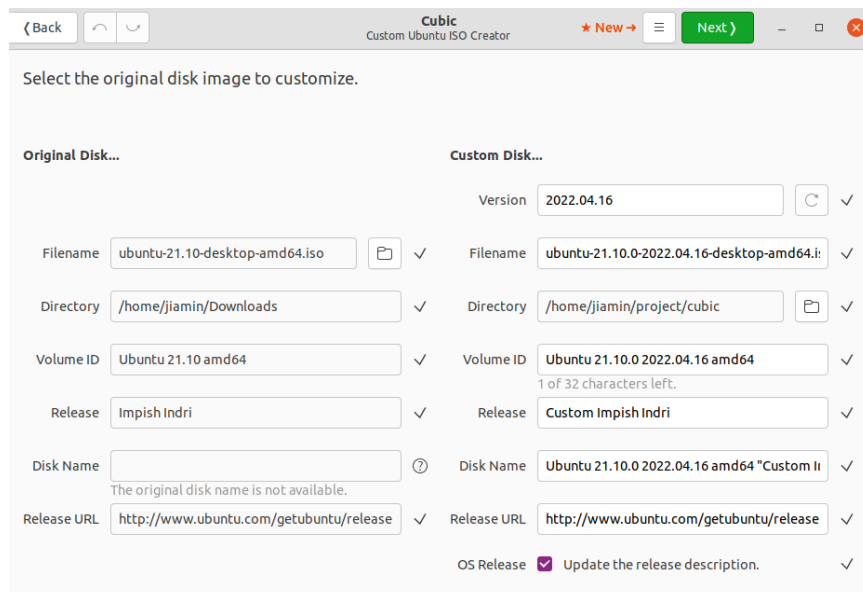 ❬Back
Cubic
Custom Ubuntu ISO Creator
★ New →
Next ❭
Select the original disk image to customize.
Original Disk...
Filename ubuntu-21.10-desktop-amd64.iso
Directory /home/jiamin/Downloads
Volume ID Ubuntu 21.10 amd64
Release Impish Indri
Disk Name
The original disk name is not available.
Release URL http://www.ubuntu.com/getubuntu/release
Custom Disk...
Version 2022.04.16
Filename ubuntu-21.10.0-2022.04.16-desktop-amd64.i
Directory /home/jiamin/project/cubic
Volume ID Ubuntu 21.10.0 2022.04.16 amd64
1 of 32 characters left.
Release Custom Impish Indri
Disk Name Ubuntu 21.10.0 2022.04.16 amd64 "Custom I
Release URL http://www.ubuntu.com/getubuntu/release
OS Release Update the release description.